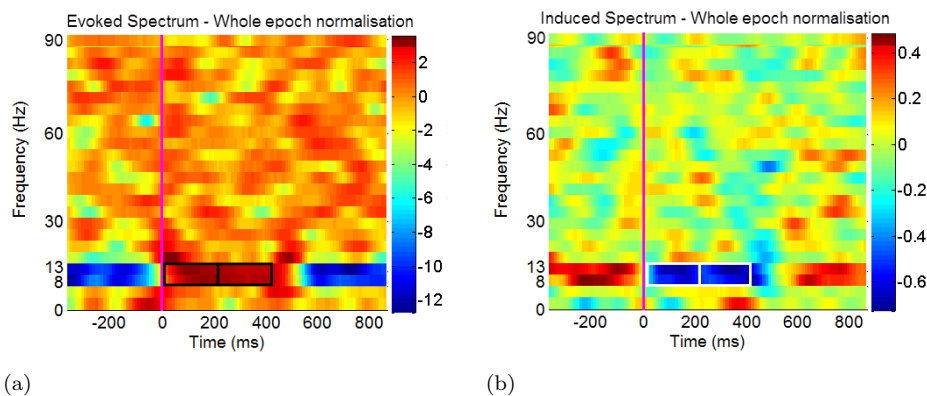 Evoked Spectrum - Whole epoch normalisation
90
60
30
13
8
0
Frequency (Hz)
-200 0 200 400 600 800
Time (ms)
2
0
-2
-4
-6
-8
-10
-12
(a)
Induced Spectrum - Whole epoch normalisation
90
60
30
13
8
0
Frequency (Hz)
-200 0 200 400 600 800
Time (ms)
0.4
0.2
0
-0.2
-0.4
-0.6
(b)